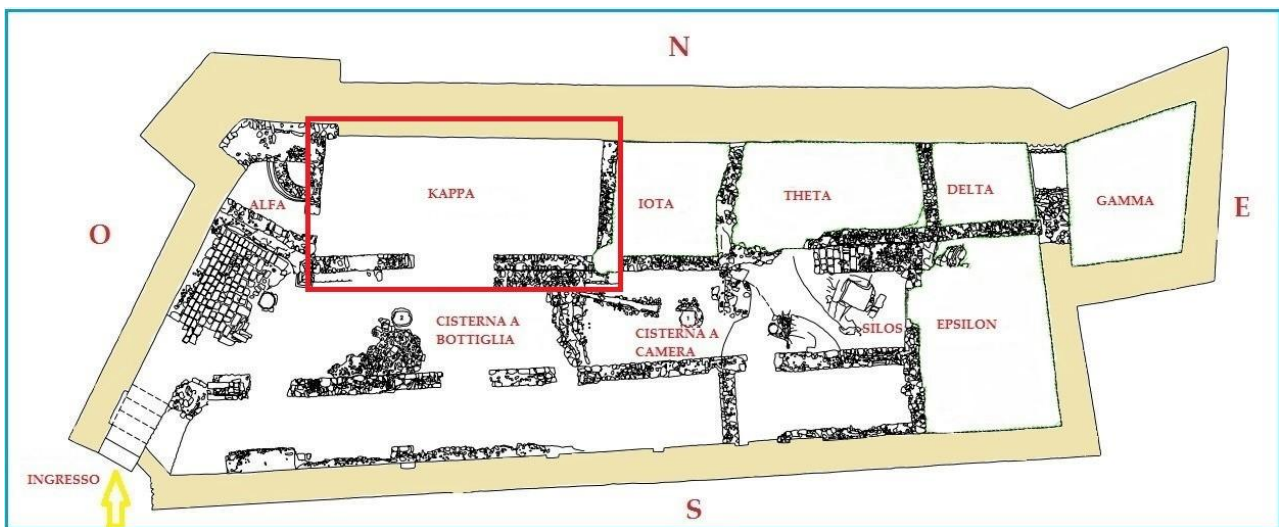 N
KAPPA
ALFA
IOTA
THETA
DELTA
GAMMA
O
E
CISTERNA A
BOTTIGLIA
CISTERNA A
CAMERA
SILOS
EPSILON
INGRESSO
S